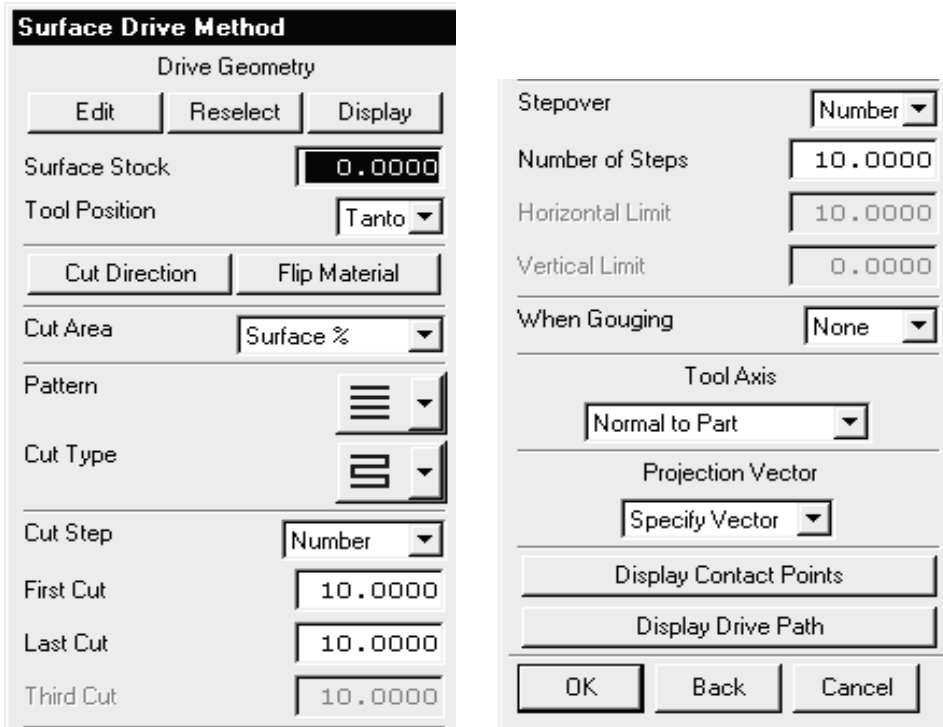 Surface Drive Method
Drive Geometry
Edit Reselect Display
Surface Stock 0.0000
Tool Position Tanto
Cut Direction Flip Material
Cut Area Surface %
Pattern
Cut Type
Cut Step Number
First Cut 10.0000
Last Cut 10.0000
Third Cut 10.0000
Stepover Number
Number of Steps 10.0000
Horizontal Limit 10.0000
Vertical Limit 0.0000
When Gouging None
Tool Axis
Normal to Part
Projection Vector
Specify Vector
Display Contact Points
Display Drive Path
OK Back Cancel